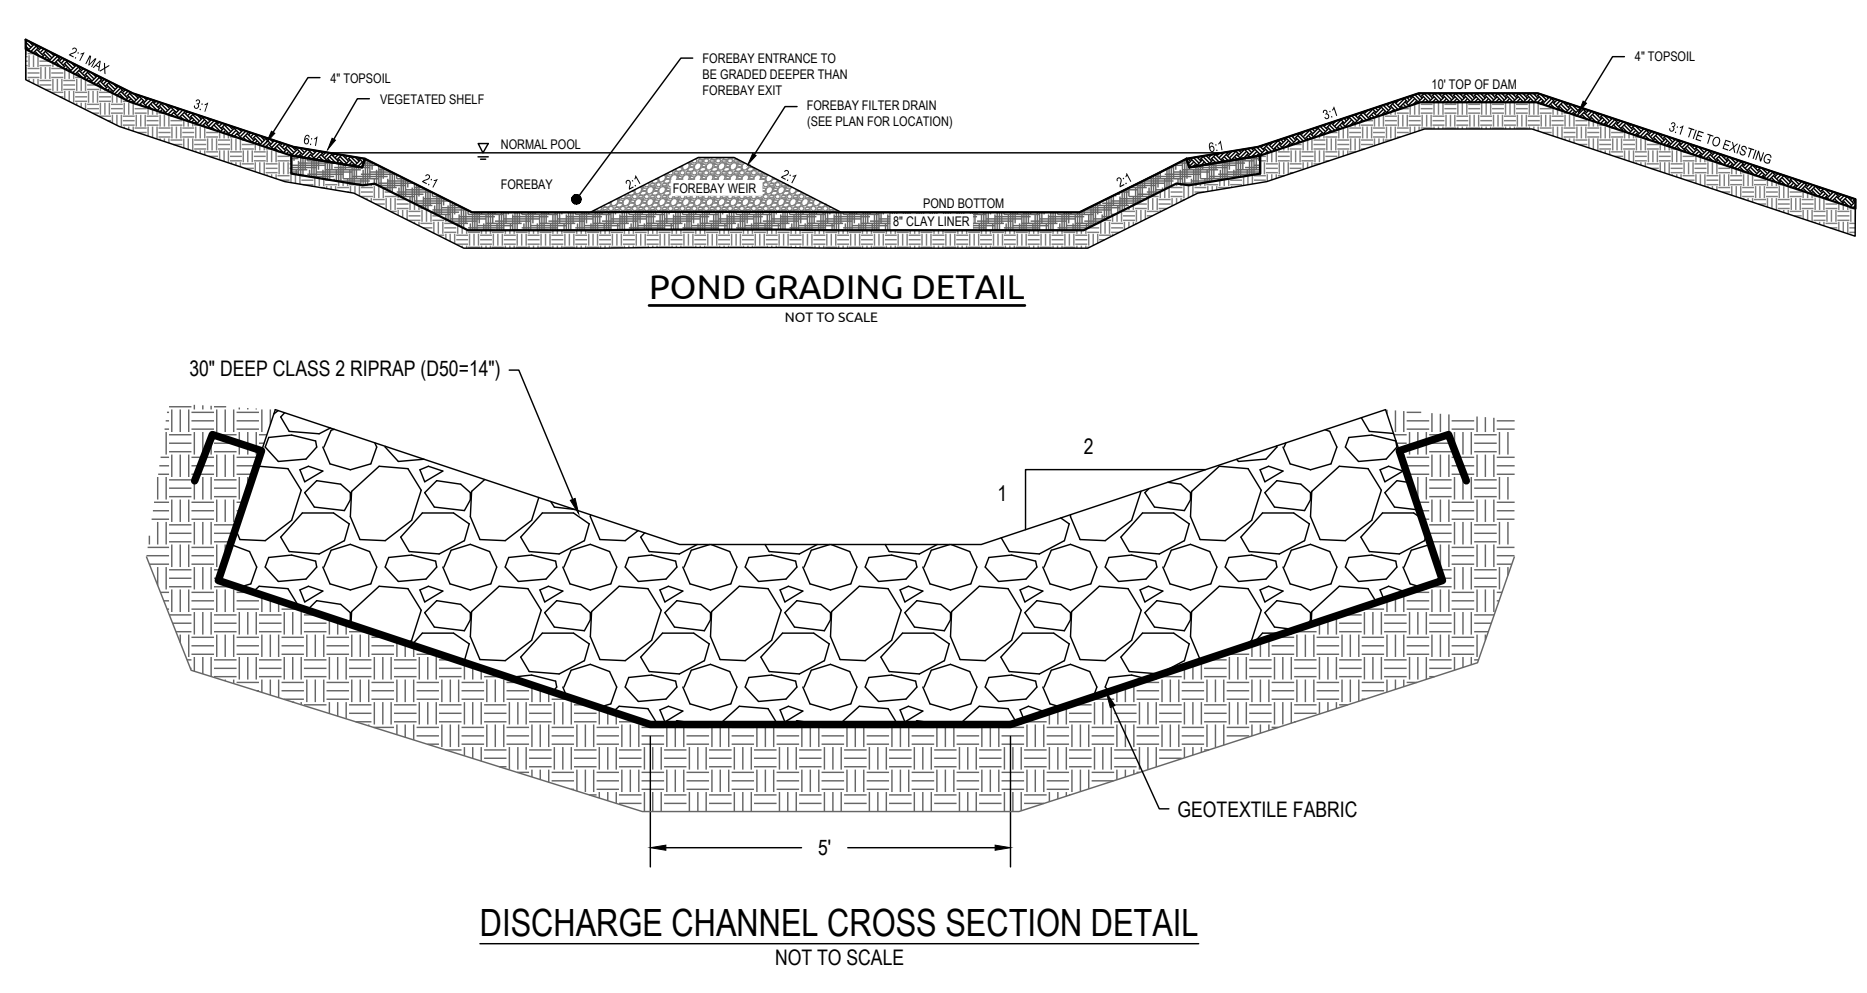 2:1 MAX
3:1
4" TOPSOIL
VEGETATED SHELF
6:1
2:1
NORMAL POOL
FOREBAY
FOREBAY ENTRANCE TO
BE GRADED DEEPER THAN
FOREBAY EXIT
FOREBAY FILTER DRAIN
(SEE PLAN FOR LOCATION)
2:1
FOREBAY WEIR
2:1
POND BOTTOM
8" CLAY LINER
2:1
6:1
3:1
10' TOP OF DAM
4" TOPSOIL
3:1 TIE TO EXISTING
POND GRADING DETAIL
NOT TO SCALE
30" DEEP CLASS 2 RIPRAP (D50=14")
2
1
GEOTEXTILE FABRIC
5'
DISCHARGE CHANNEL CROSS SECTION DETAIL
NOT TO SCALE